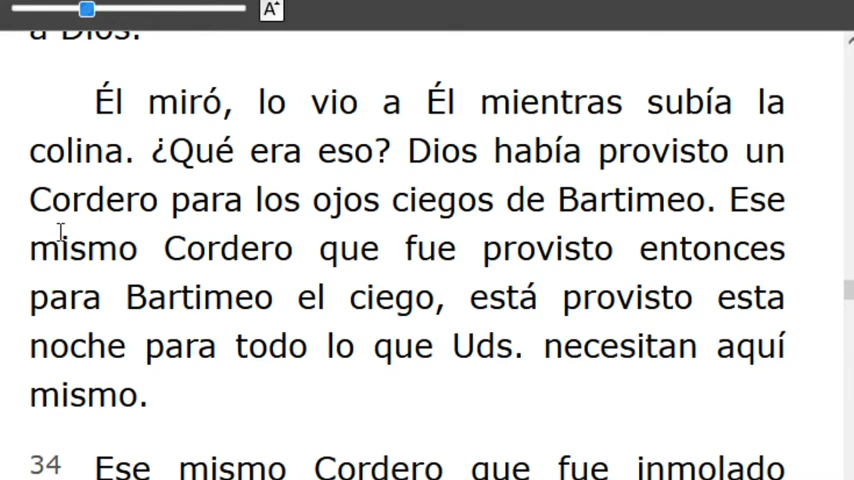 A
a Dios.
Él miró, lo vio a Él mientras subía la
colina. ¿Qué era eso? Dios había provisto un
Cordero para los ojos ciegos de Bartimeo. Ese
mismo Cordero que fue provisto entonces
para Bartimeo el ciego, está provisto esta
noche para todo lo que Uds. necesitan aquí
mismo.
34 Ese mismo Cordero que fue inmolado